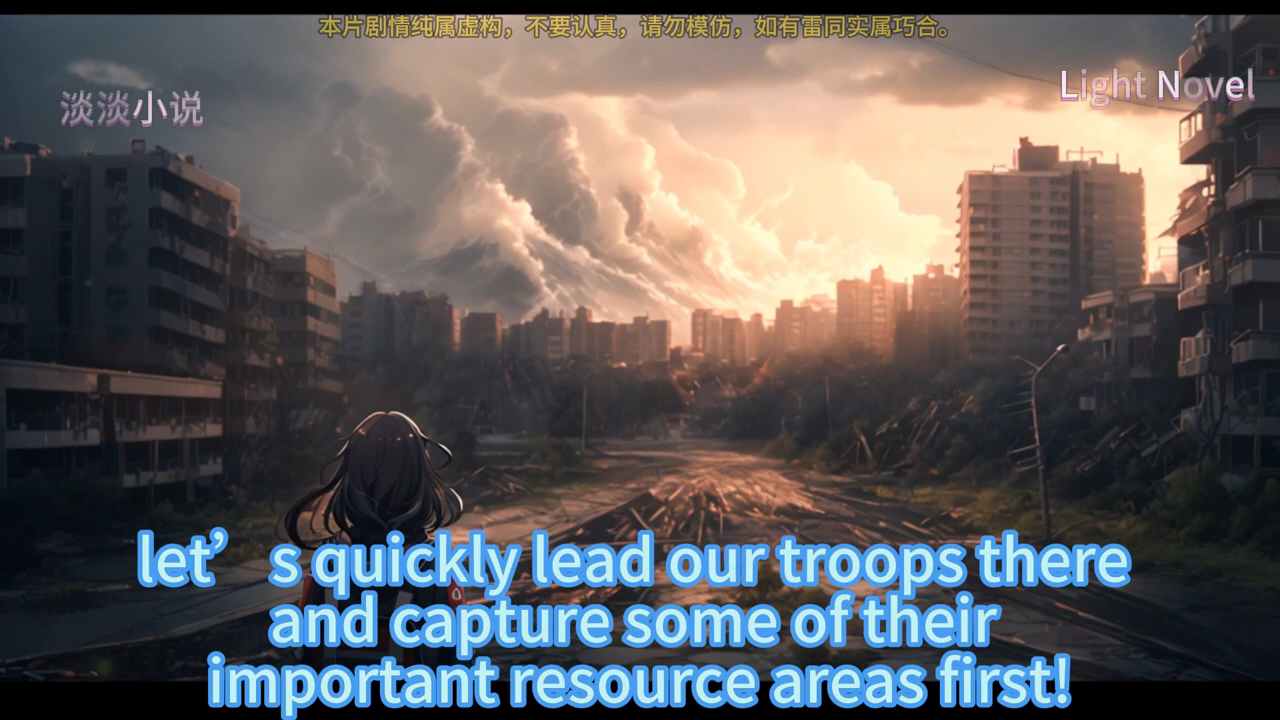 本片剧情纯属虚构，不要认真，请勿模仿，如有雷同实属巧合。
淡淡小说
Light Novel
let’s quickly lead our troops there
and capture some of their
important resource areas first!